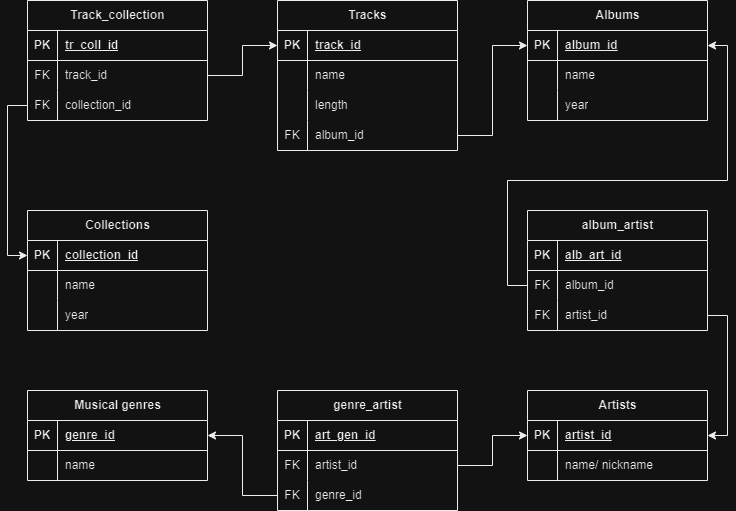 Track_collection
PK tr_coll_id
FK track_id
FK collection_id
Tracks
PK track_id
name
length
FK album_id
Albums
PK album_id
name
year
Collections
PK collection_id
name
year
album_artist
PK alb_art_id
FK album_id
FK artist_id
Musical genres
PK genre_id
name
genre_artist
PK art_gen_id
FK artist_id
FK genre_id
Artists
PK artist_id
name/ nickname